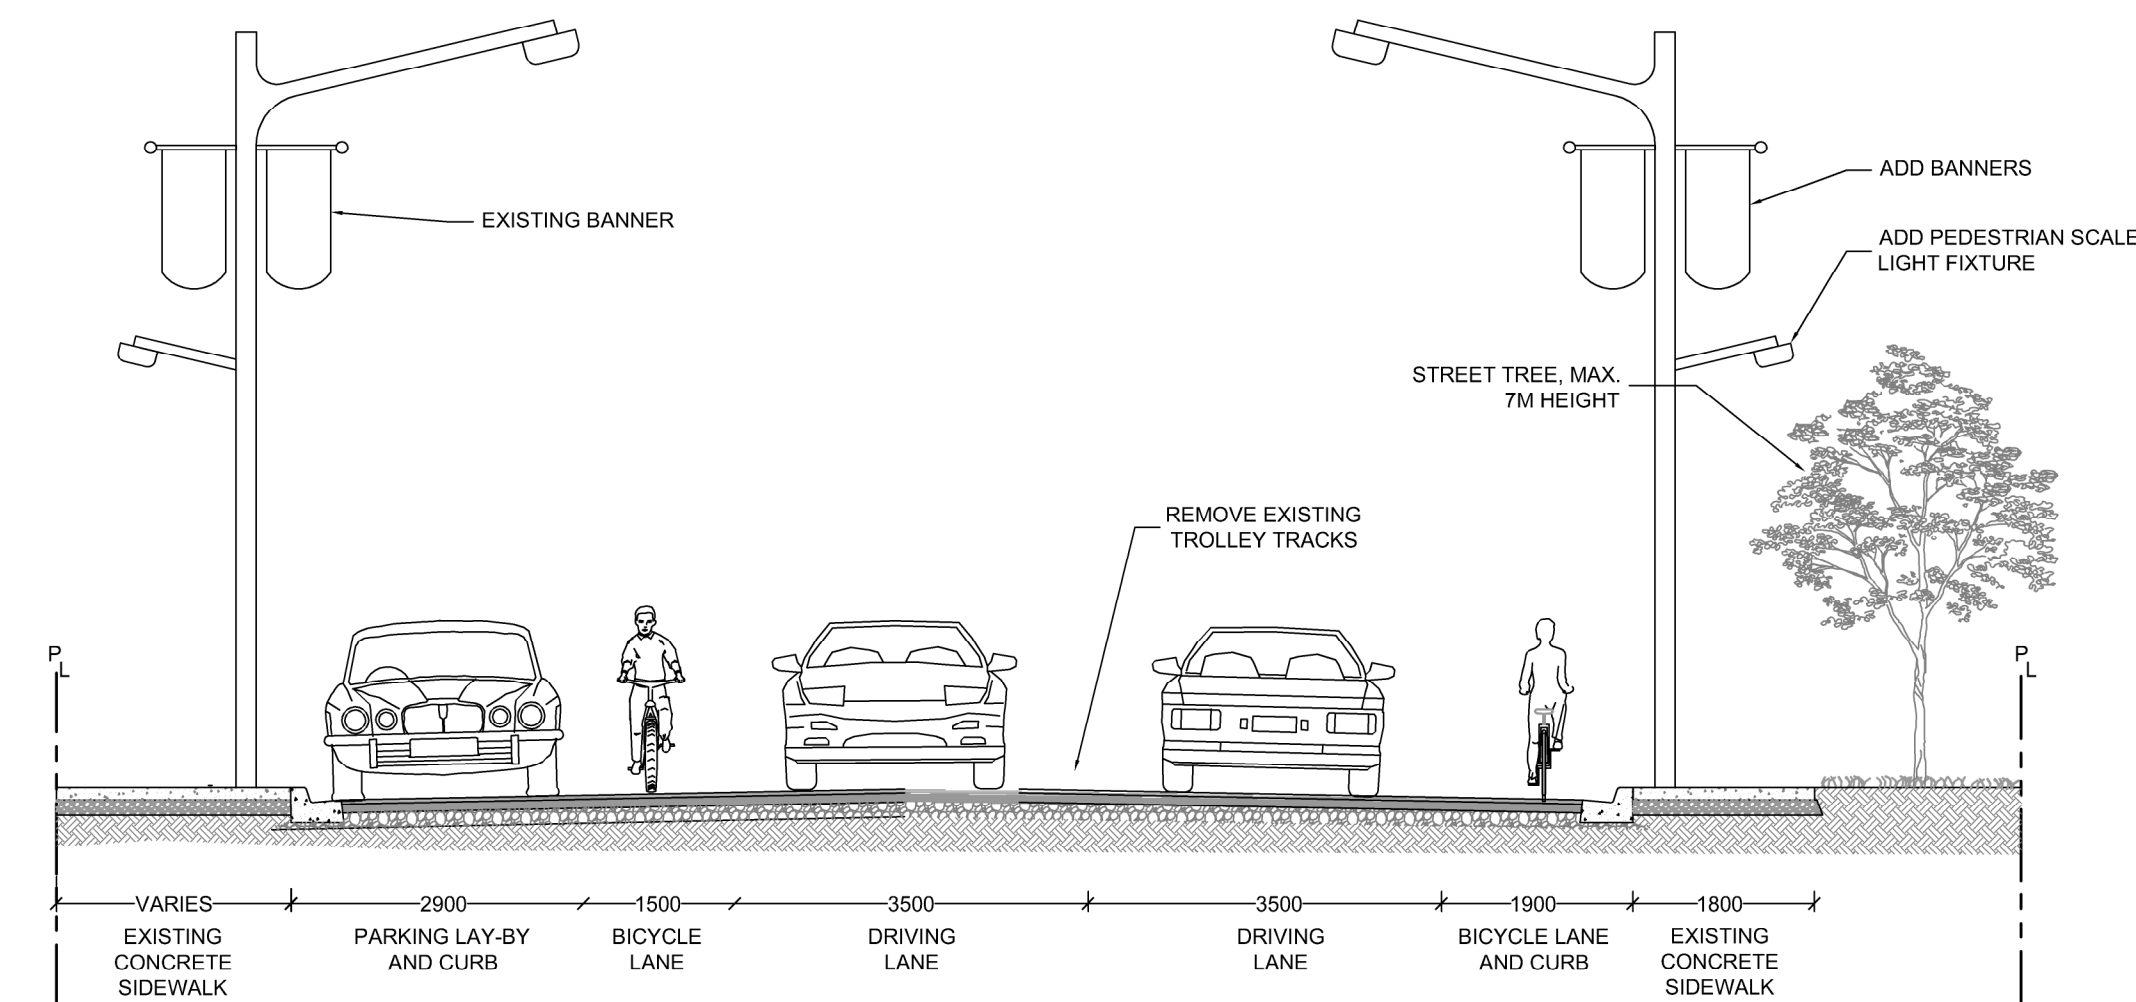 ADD BANNERS
EXISTING BANNER
ADD PEDESTRIAN SCALE
LIGHT FIXTURE
STREET TREE, MAX.
7M HEIGHT
REMOVE EXISTING
TROLLEY TRACKS
PL
PL
VARIES
2900
1500
3500
3500
1900
1800
EXISTING
CONCRETE
SIDEWALK
PARKING LAY-BY
AND CURB
BICYCLE
LANE
DRIVING
LANE
DRIVING
LANE
BICYCLE LANE
AND CURB
EXISTING
CONCRETE
SIDEWALK